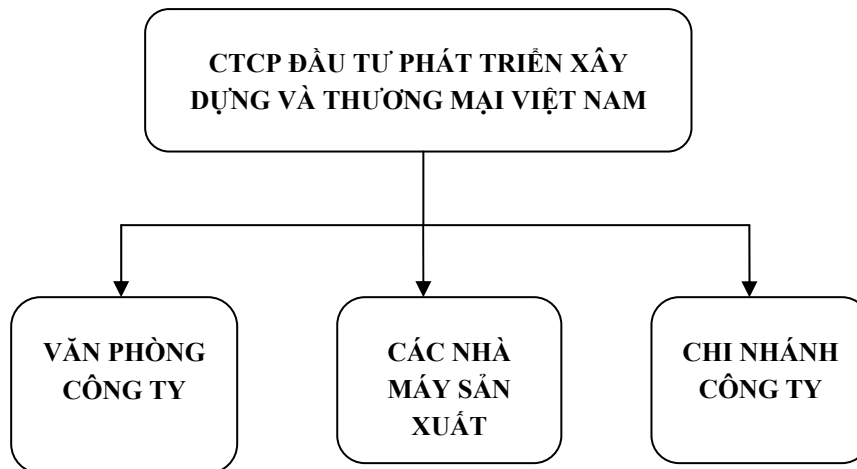 CTCP ĐẦU TƯ PHÁT TRIỂN XÂY
DỰNG VÀ THƯƠNG MẠI VIỆT NAM
VĂN PHÒNG
CÔNG TY
CÁC NHÀ
MÁY SẢN
XUẤT
CHI NHÁNH
CÔNG TY